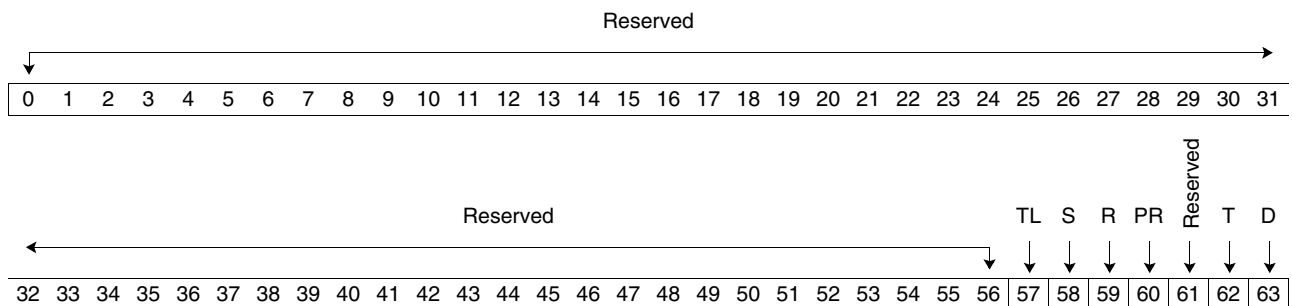 Reserved
0 1 2 3 4 5 6 7 8 9 10 11 12 13 14 15 16 17 18 19 20 21 22 23 24 25 26 27 28 29 30 31
Reserved TL S R PR Reserved T D
32 33 34 35 36 37 38 39 40 41 42 43 44 45 46 47 48 49 50 51 52 53 54 55 56 57 58 59 60 61 62 63